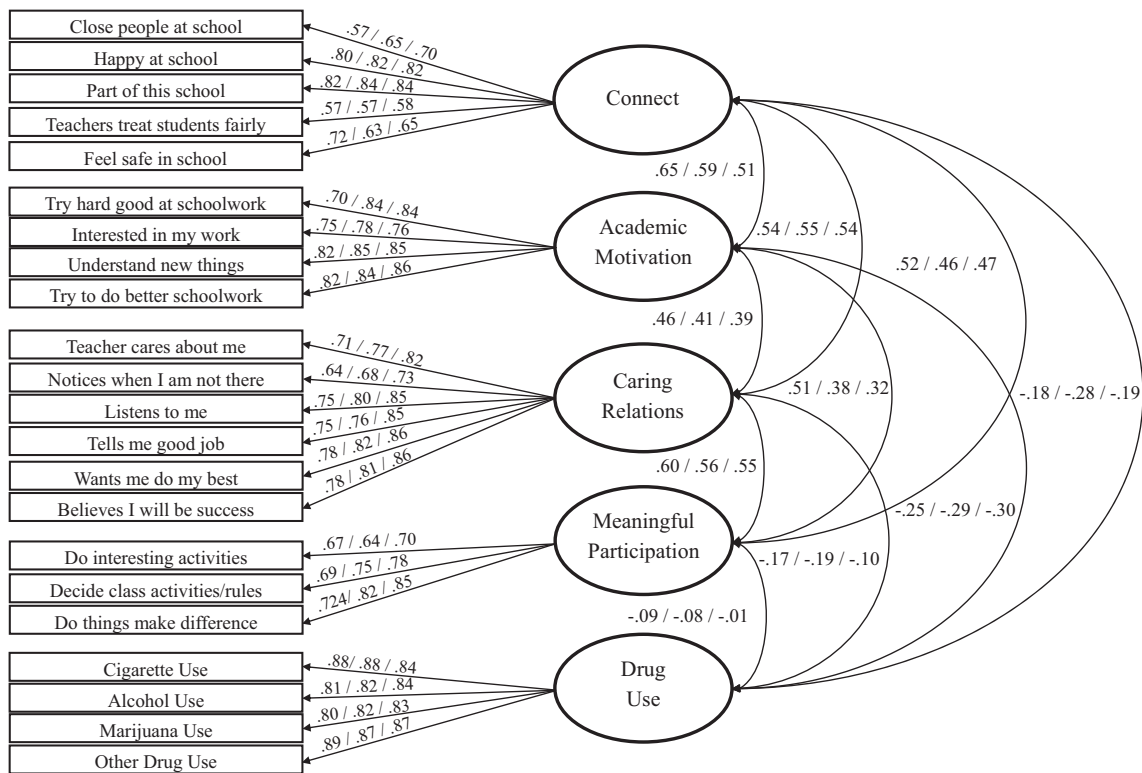 Close people at school
Happy at school
Part of this school
Teachers treat students fairly
Feel safe in school
.57 / .65 / .70
.80 / .82 / .82
.82 / .84 / .84
.57 / .57 / .58
.72 / .63 / .65
Connect
.65 / .59 / .51
Try hard good at schoolwork
Interested in my work
Understand new things
Try to do better schoolwork
.70 / .84 / .84
.75 / .78 / .76
.82 / .85 / .85
.82 / .84 / .86
Academic
Motivation
.54 / .55 / .54
.52 / .46 / .47
.46 / .41 / .39
Teacher cares about me
Notices when I am not there
Listens to me
Tells me good job
Wants me do my best
Believes I will be success
.71 / .77 / .82
.64 / .68 / .73
.75 / .80 / .85
.75 / .76 / .85
.78 / .82 / .86
.78 / .81 / .86
Caring
Relations
.51 / .38 / .32
-.18 / -.28 / -.19
.60 / .56 / .55
Do interesting activities
Decide class activities/rules
Do things make difference
.67 / .64 / .70
.69 / .75 / .78
.724/ .82 / .85
Meaningful
Participation
-.25 / -.29 / -.30
-.17 / -.19 / -.10
-.09 / -.08 / -.01
Cigarette Use
Alcohol Use
Marijuana Use
Other Drug Use
.88/ .88 / .84
.81 / .82 / .84
.80 / .82 / .83
.89 / .87 / .87
Drug
Use